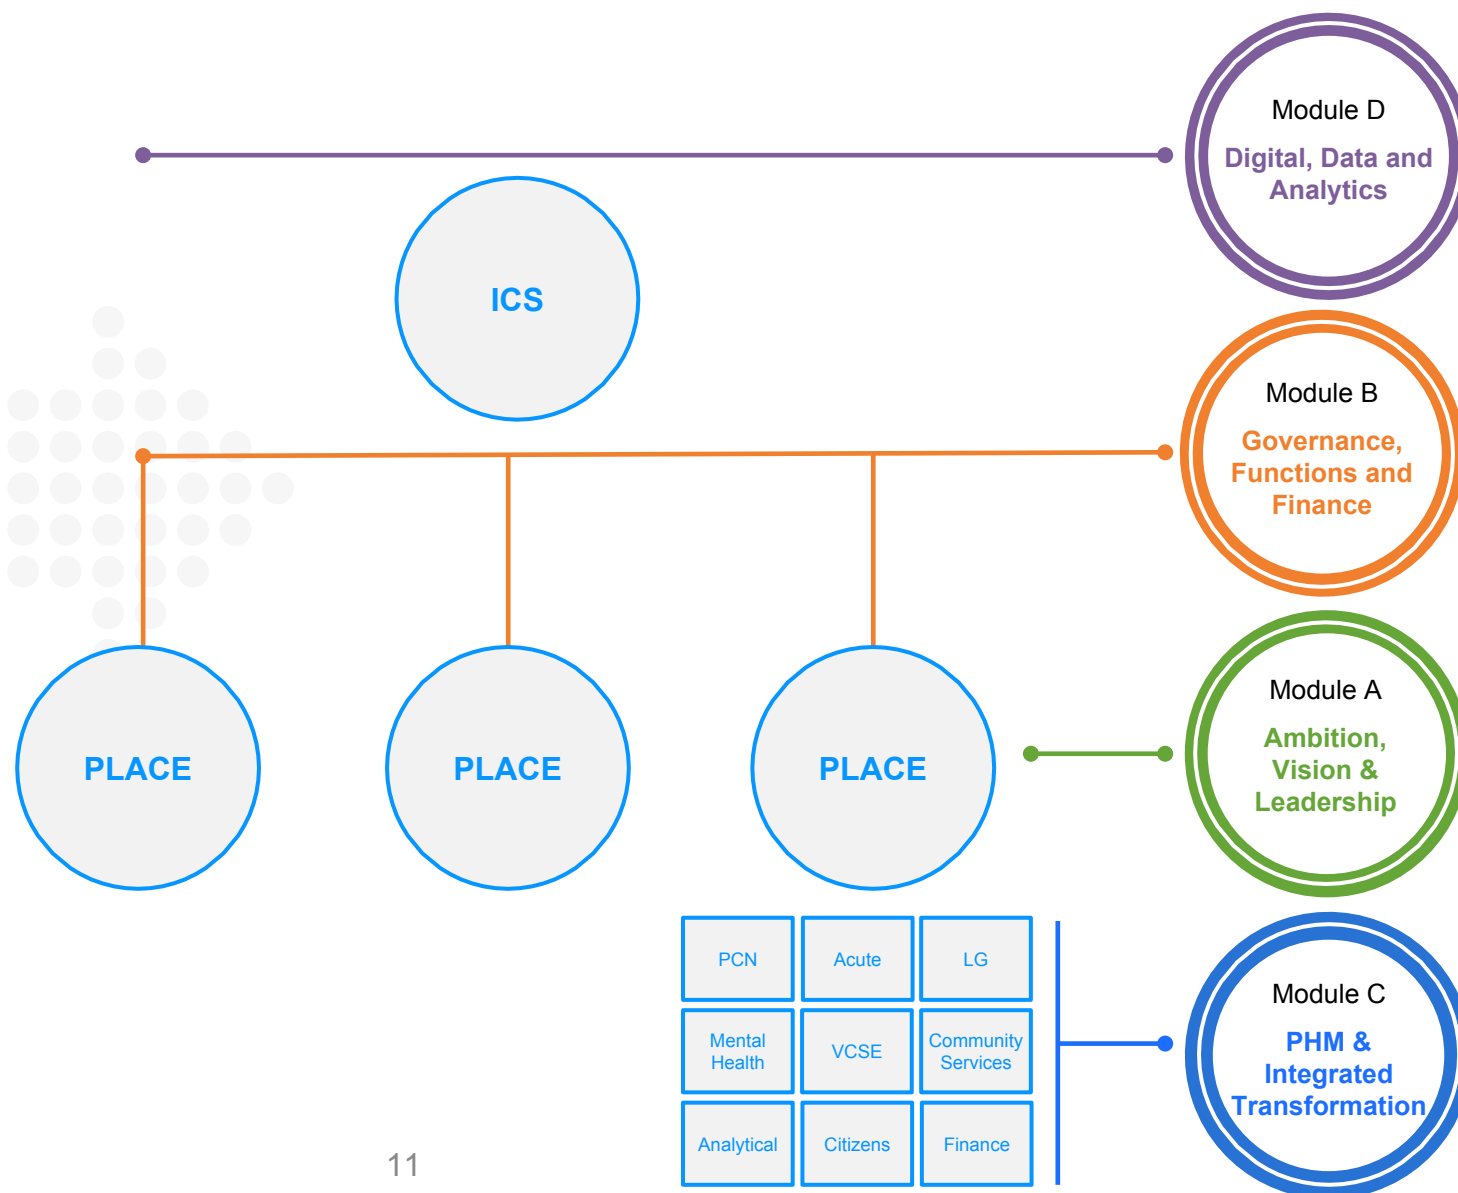 Module D
Digital, Data and
Analytics
ICS
Module B
Governance,
Functions and
Finance
Module A
Ambition,
Vision &
Leadership
PLACE
PLACE
PLACE
PCN
Acute
LG
Mental
Health
VCSE
Community
Services
Analytical
Citizens
Finance
Module C
PHM &
Integrated
Transformation
11